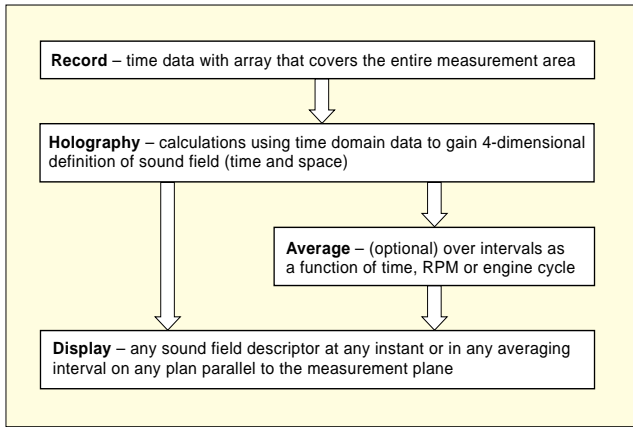 Record – time data with array that covers the entire measurement area
Holography – calculations using time domain data to gain 4-dimensional
definition of sound field (time and space)
Average – (optional) over intervals as
a function of time, RPM or engine cycle
Display – any sound field descriptor at any instant or in any averaging
interval on any plan parallel to the measurement plane